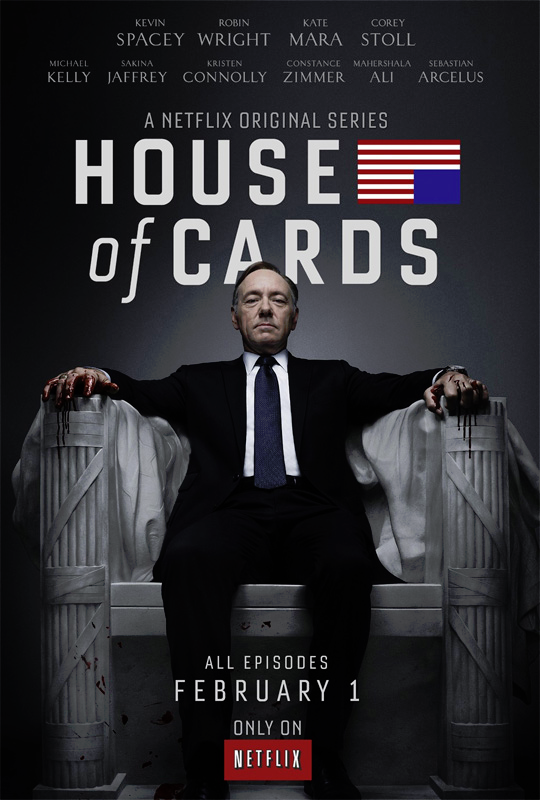 KEVIN ROBIN KATE COREY
SPACEY WRIGHT MARA STOLL
MICHAEL SAKINA KRISTEN CONSTANCE MAHERSHALA SEBASTIAN
KELLY JAFFREY CONNOLLY ZIMMER ALI ARCELUS
A NETFLIX ORIGINAL SERIES
HOUSE
of CARDS
ALL EPISODES
FEBRUARY 1
ONLY ON
NETFLIX